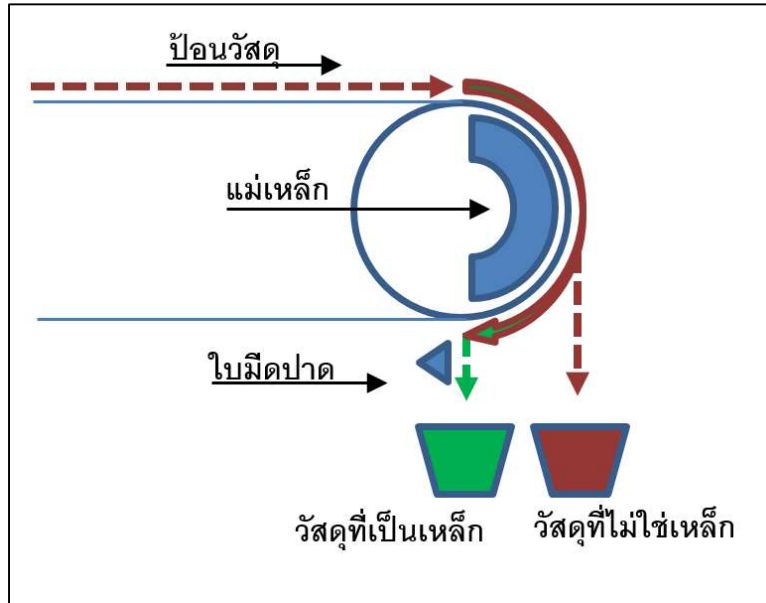 ป้อนวัสดุ
แม่เหล็ก
ใบมีดปาด
วัสดุที่เป็นเหล็ก
วัสดุที่ไม่ใช่เหล็ก